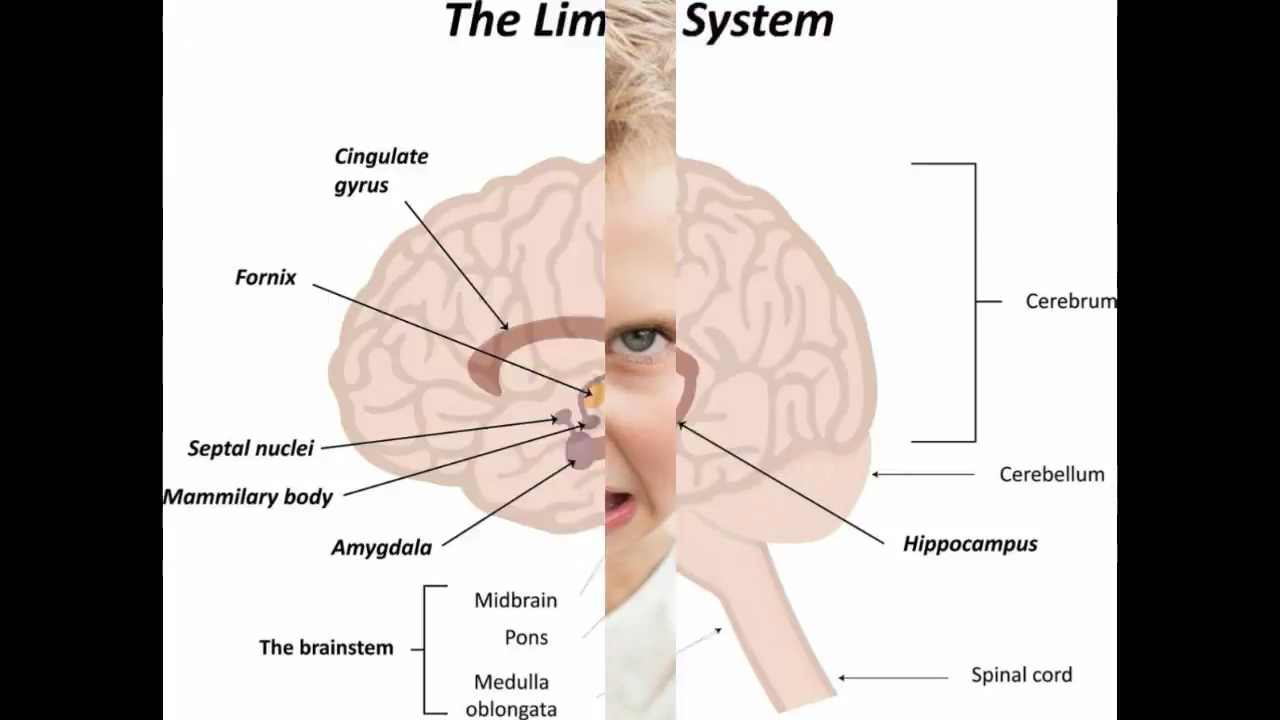 The Lim System
Cingulate
gyrus
Fornix
Cerebrum
Septal nuclei
Cerebellum
Mammilary body
Amygdala
Hippocampus
Midbrain
Pons
The brainstem
Medulla
oblongata
Spinal cord